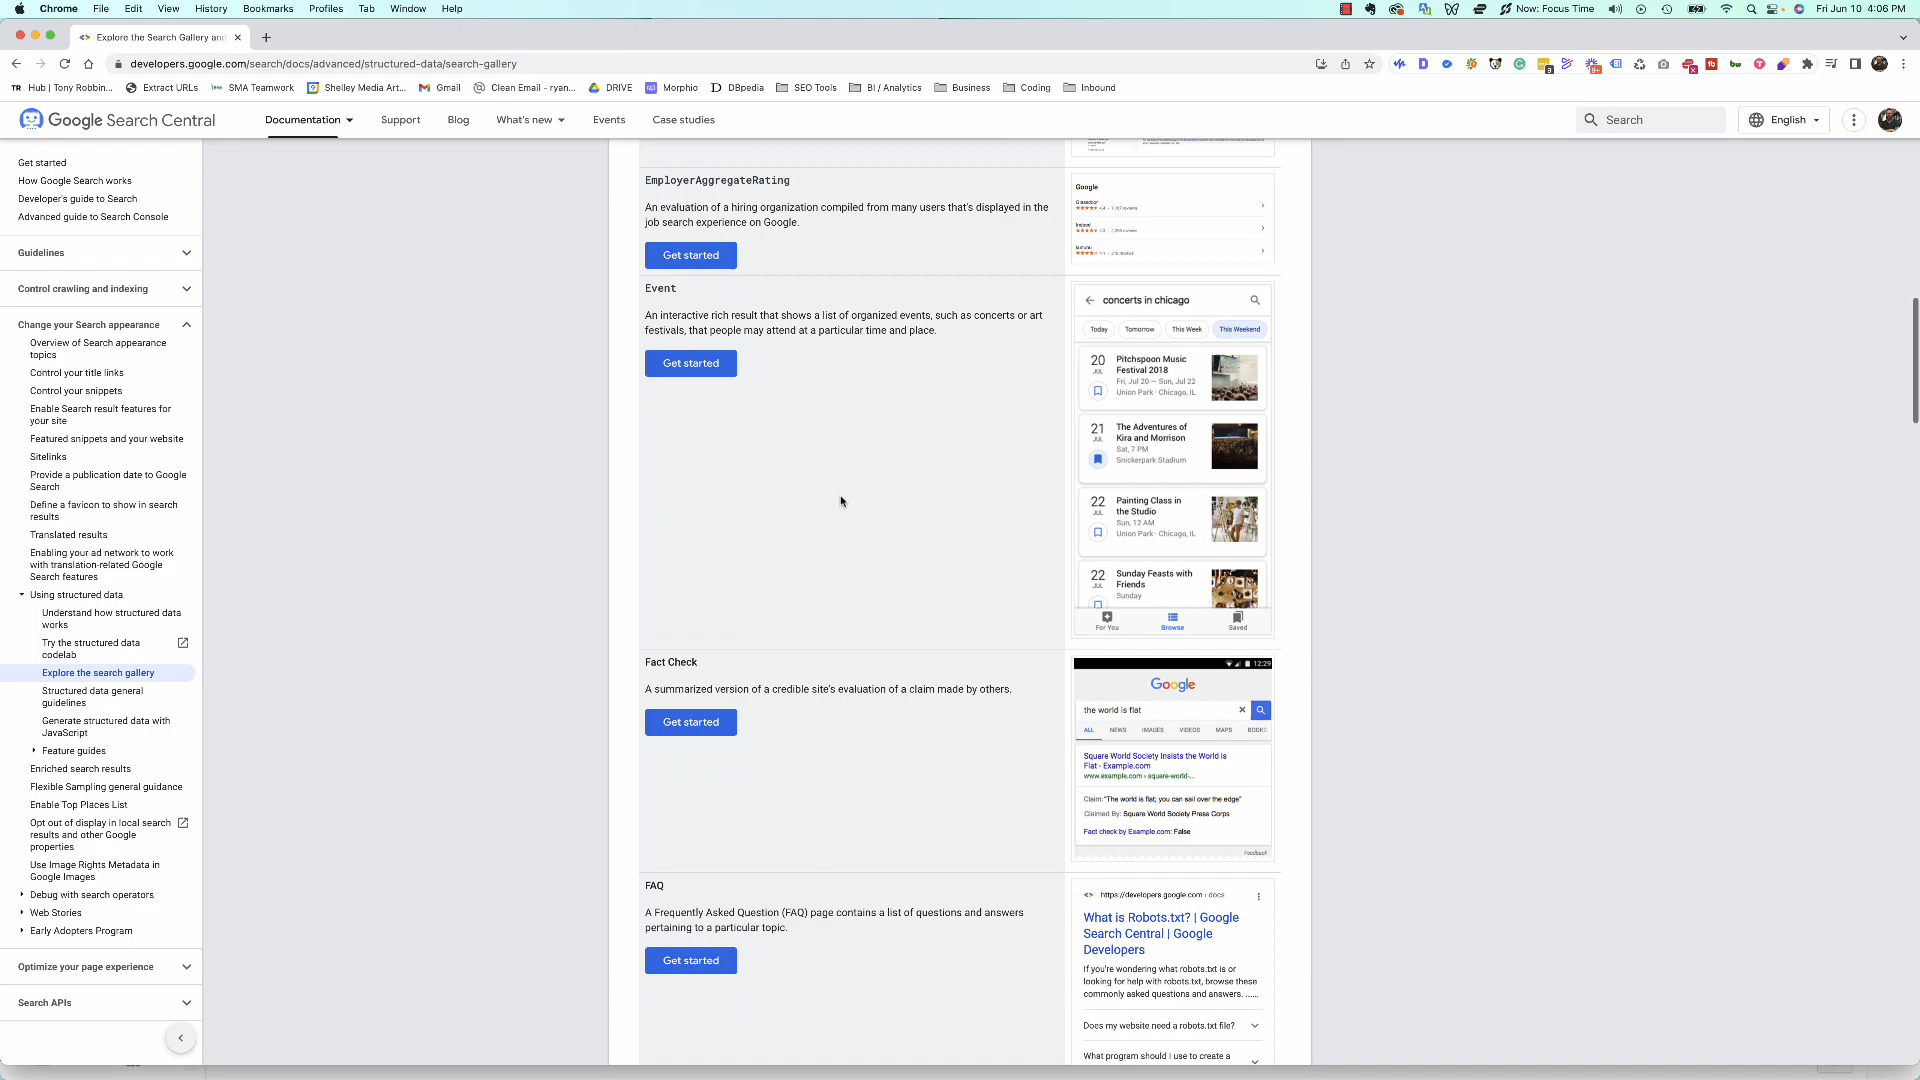 Chrome File Edit View History Bookmarks Profiles Tab Window Help
Now: Focus Time
Fri Jun 10 4:06 PM
Explore the Search Gallery and
developers.google.com/search/docs/advanced/structured-data/search-gallery
TR Hub | Tony Robbin...
Extract URLs
SMA Teamwork
Shelley Media Art...
Gmail
Clean Email - ryan...
DRIVE
Morphio
DBpedia
SEO Tools
BI / Analytics
Business
Coding
Inbound
Google Search Central
Documentation
Support
Blog
What's new
Events
Case studies
Search
English
Get started
How Google Search works
Developer's guide to Search
Advanced guide to Search Console
Guidelines
Control crawling and indexing
Change your Search appearance
Overview of Search appearance
topics
Control your title links
Control your snippets
Enable Search result features for
your site
Featured snippets and your website
Sitelinks
Provide a publication date to Google
Search
Define a favicon to show in search
results
Translated results
Enabling your ad network to work
with translation-related Google
Search features
Using structured data
Understand how structured data
works
Try the structured data
codelab
Explore the search gallery
Structured data general
guidelines
Generate structured data with
JavaScript
Feature guides
Enriched search results
Flexible Sampling general guidance
Enable Top Places List
Opt out of display in local search
results and other Google
properties
Use Image Rights Metadata in
Google Images
Debug with search operators
Web Stories
Early Adopters Program
Optimize your page experience
Search APIs
EmployerAggregateRating
An evaluation of a hiring organization compiled from many users that's displayed in the
job search experience on Google.
Get started
Google
Glassdoor
Indeed
Event
An interactive rich result that shows a list of organized events, such as concerts or art
festivals, that people may attend at a particular time and place.
Get started
concerts in chicago
Today Tomorrow This Week This Weekend
20 JUL
Pitchspoon Music
Festival 2018
Fri, Jul 20 — Sun, Jul 22
Union Park · Chicago, IL
21 JUL
The Adventures of
Kira and Morrison
Sat, 7 PM
Snickerpark Stadium
22 JUL
Painting Class in
the Studio
Sun, 12 AM
Union Park · Chicago, IL
22 JUL
Sunday Feasts with
Friends
Sunday
For You Browse Saved
Fact Check
A summarized version of a credible site's evaluation of a claim made by others.
Get started
12:29
Google
the world is flat
ALL NEWS IMAGES VIDEOS MAPS BOOKS
Square World Society Insists the World is
Flat - Example.com
www.example.com › square-world-...
Claim: "The world is flat; you can sail over the edge"
Claimed By: Square World Society Press Corps
Fact check by Example.com: False
Feedback
FAQ
A Frequently Asked Question (FAQ) page contains a list of questions and answers
pertaining to a particular topic.
Get started
https://developers.google.com › docs
What is Robots.txt? | Google
Search Central | Google
Developers
If you're wondering what robots.txt is or
looking for help with robots.txt, browse these
commonly asked questions and answers. ......
Does my website need a robots.txt file?
What program should I use to create a